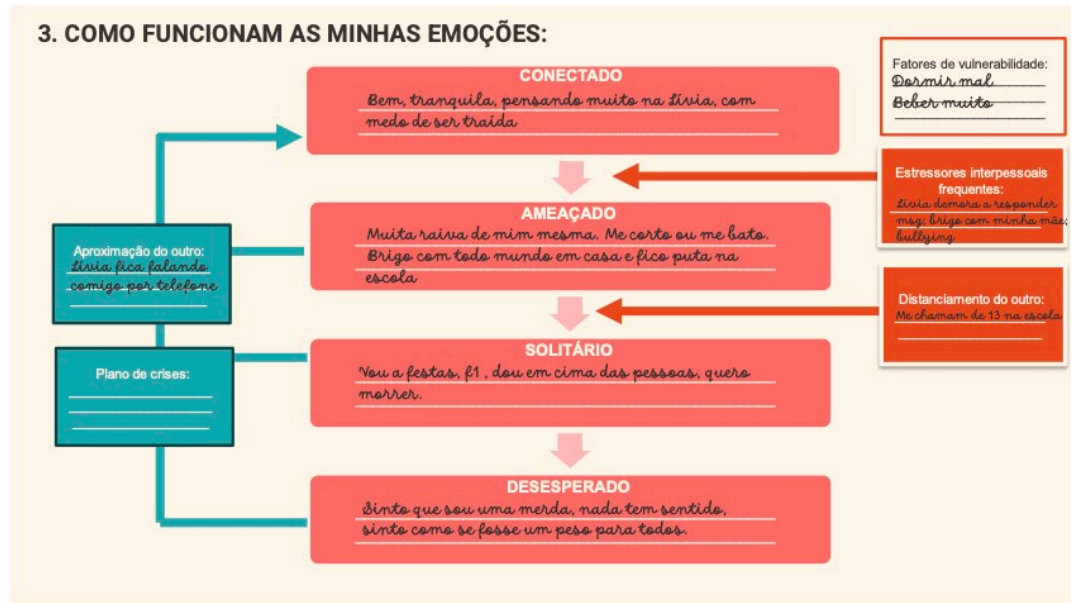 3. COMO FUNCIONAM AS MINHAS EMOÇÕES:
Fatores de vulnerabilidade:
Dormir mal
Beber muito
CONECTADO
Bem, tranquila, pensando muito na Lívia, com
medo de ser traída
Estressores interpessoais
frequentes:
Lívia demora a responder
msg; brigo com minha mãe;
bullying
AMEAÇADO
Muita raiva de mim mesma. Me corto ou me bato.
Brigo com todo mundo em casa e fico puta na
escola
Aproximação do outro:
Lívia fica falando
comigo por telefone
Distanciamento do outro:
Me chamam de 13 na escola
SOLITÁRIO
Vou a festas, f1, dou em cima das pessoas, quero
morrer.
Plano de crises:
DESESPERADO
Sinto que sou uma merda, nada tem sentido,
sinto como se fosse um peso para todos.